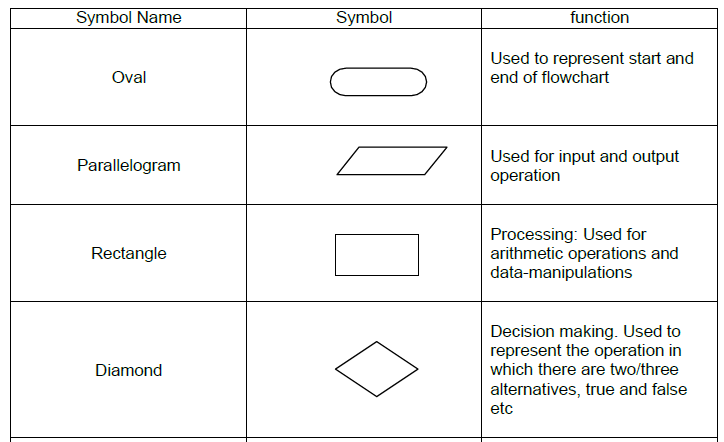 Symbol Name Symbol function
Oval
Used to represent start and
end of flowchart
Parallelogram
Used for input and output
operation
Rectangle
Processing: Used for
arithmetic operations and
data-manipulations
Diamond
Decision making. Used to
represent the operation in
which there are two/three
alternatives, true and false
etc